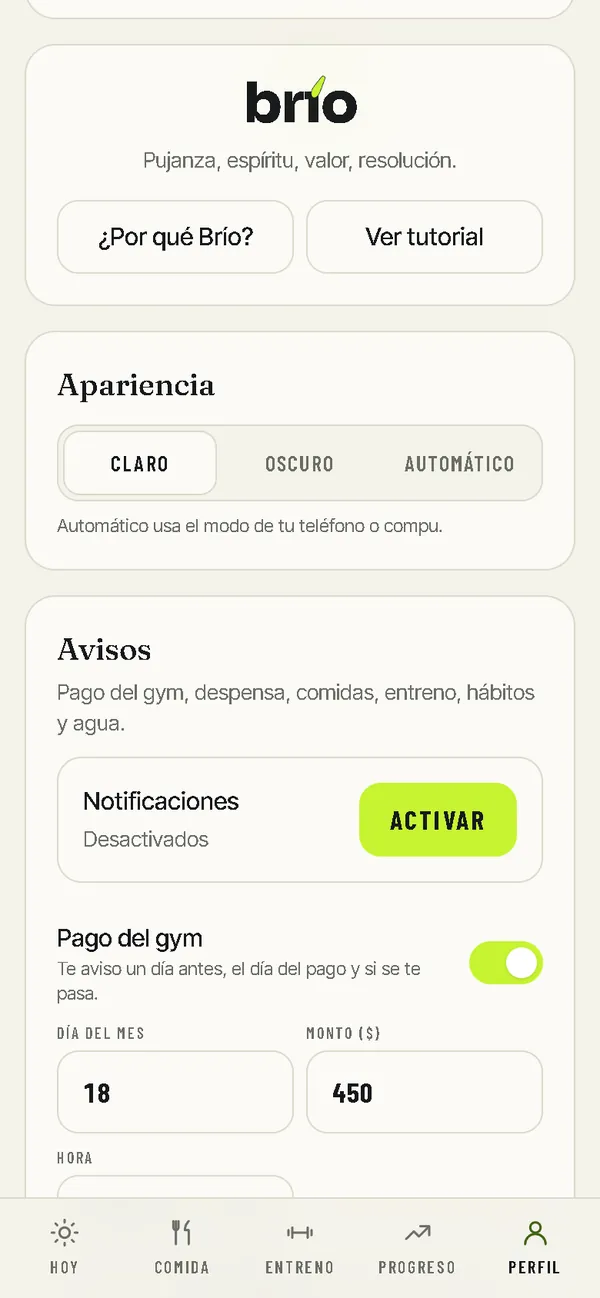 brío
Pujanza, espíritu, valor, resolución.
¿Por qué Brío?
Ver tutorial
Apariencia
CLARO
OSCURO
AUTOMÁTICO
Automático usa el modo de tu teléfono o compu.
Avisos
Pago del gym, despensa, comidas, entreno, hábitos
y agua.
Notificaciones
Desactivados
ACTIVAR
Pago del gym
Te aviso un día antes, el día del pago y si se te
pasa.
DÍA DEL MES
MONTO ($)
18
450
HORA
HOY
COMIDA
ENTRENO
PROGRESO
PERFIL